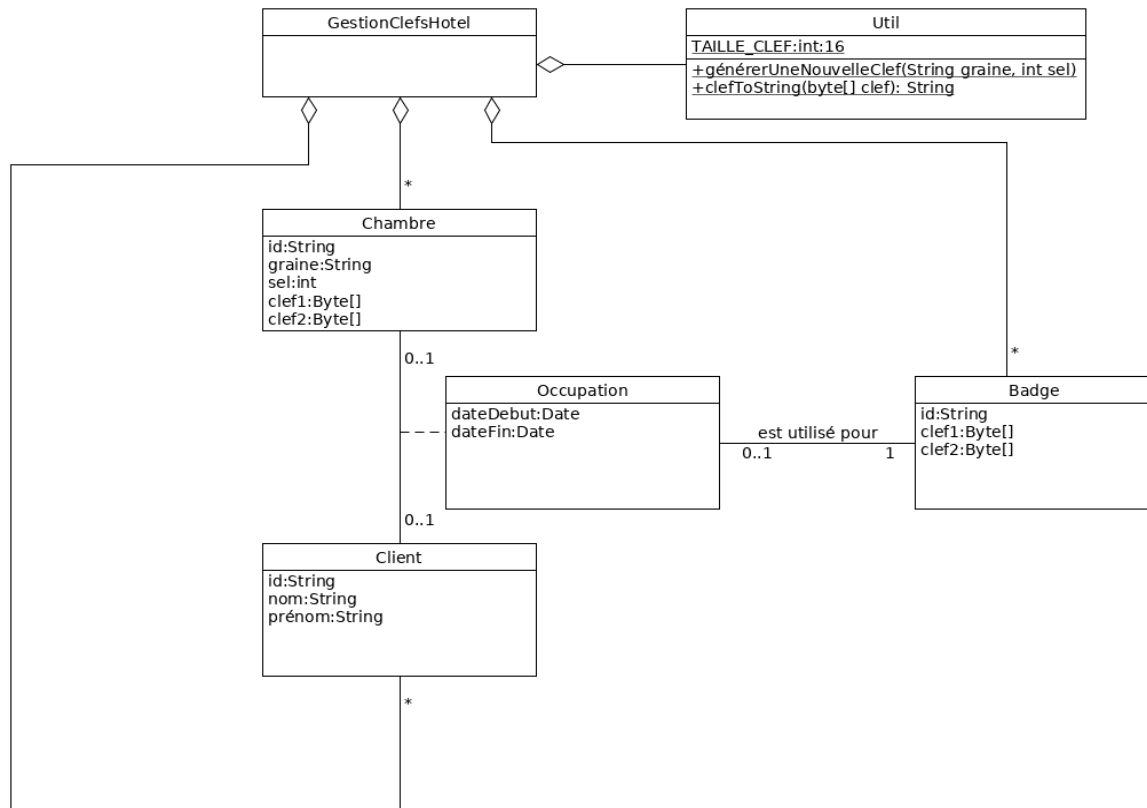 GestionClefsHotel
Util
TAILLE_CLEF:int:16
+générerUneNouvelleClef(String graine, int sel)
+clefToString(byte[] clef): String
*
Chambre
id:String
graine:String
sel:int
clef1:Byte[]
clef2:Byte[]
0..1
*
Occupation
dateDebut:Date
dateFin:Date
est utilisé pour
0..1
1
Badge
id:String
clef1:Byte[]
clef2:Byte[]
0..1
Client
id:String
nom:String
prénom:String
*